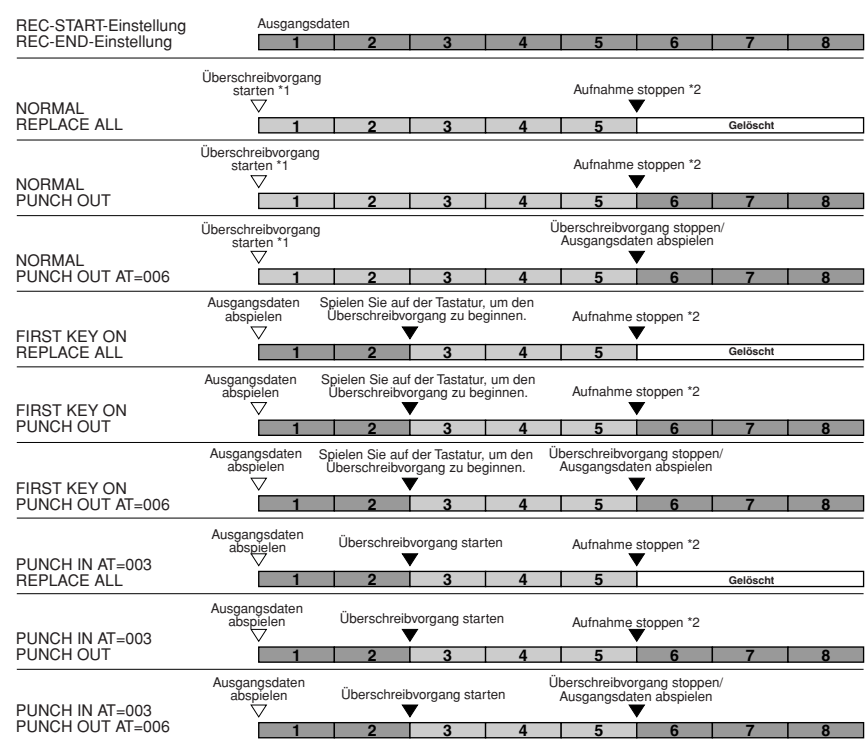 REC-START-Einstellung
REC-END-Einstellung
Ausgangsdaten
1 2 3 4 5 6 7 8
NORMAL
REPLACE ALL
Überschreibvorgang
starten *1
Aufnahme stoppen *2
1 2 3 4 5 Gelöscht
NORMAL
PUNCH OUT
Überschreibvorgang
starten *1
Aufnahme stoppen *2
1 2 3 4 5 6 7 8
NORMAL
PUNCH OUT AT=006
Überschreibvorgang
starten *1
Überschreibvorgang stoppen/
Ausgangsdaten abspielen
1 2 3 4 5 6 7 8
FIRST KEY ON
REPLACE ALL
Ausgangsdaten
abspielen
Spielen Sie auf der Tastatur, um den
Überschreibvorgang zu beginnen.
Aufnahme stoppen *2
1 2 3 4 5 Gelöscht
FIRST KEY ON
PUNCH OUT
Ausgangsdaten
abspielen
Spielen Sie auf der Tastatur, um den
Überschreibvorgang zu beginnen.
Aufnahme stoppen *2
1 2 3 4 5 6 7 8
FIRST KEY ON
PUNCH OUT AT=006
Ausgangsdaten
abspielen
Spielen Sie auf der Tastatur, um den
Überschreibvorgang zu beginnen.
Überschreibvorgang stoppen/
Ausgangsdaten abspielen
1 2 3 4 5 6 7 8
PUNCH IN AT=003
REPLACE ALL
Ausgangsdaten
abspielen
Überschreibvorgang starten
Aufnahme stoppen *2
1 2 3 4 5 Gelöscht
PUNCH IN AT=003
PUNCH OUT
Ausgangsdaten
abspielen
Überschreibvorgang starten
Aufnahme stoppen *2
1 2 3 4 5 6 7 8
PUNCH IN AT=003
PUNCH OUT AT=006
Ausgangsdaten
abspielen
Überschreibvorgang starten
Überschreibvorgang stoppen/
Ausgangsdaten abspielen
1 2 3 4 5 6 7 8